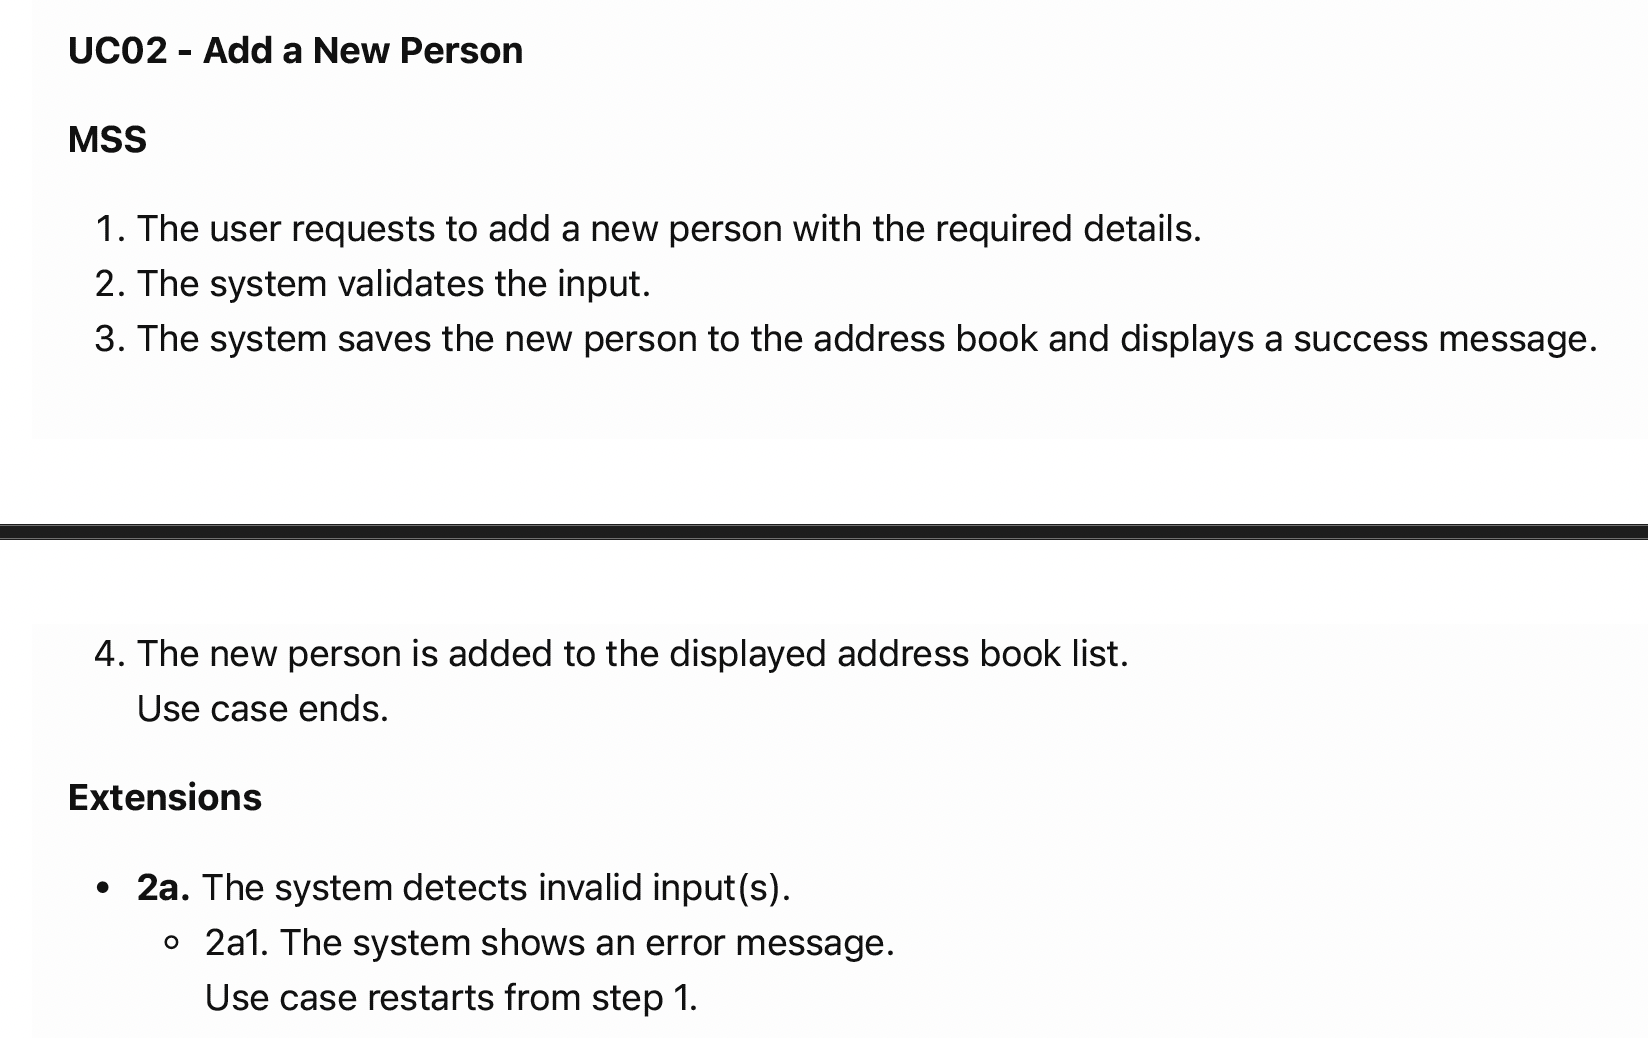 UC02 - Add a New Person
MSS
1. The user requests to add a new person with the required details.
2. The system validates the input.
3. The system saves the new person to the address book and displays a success message.
4. The new person is added to the displayed address book list.
Use case ends.
Extensions
• 2a. The system detects invalid input(s).
◦ 2a1. The system shows an error message.
Use case restarts from step 1.